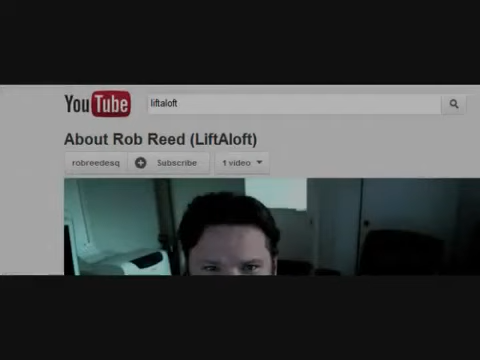 YouTube
liftaloft
About Rob Reed (LiftAloft)
robreedesq Subscribe 1 video